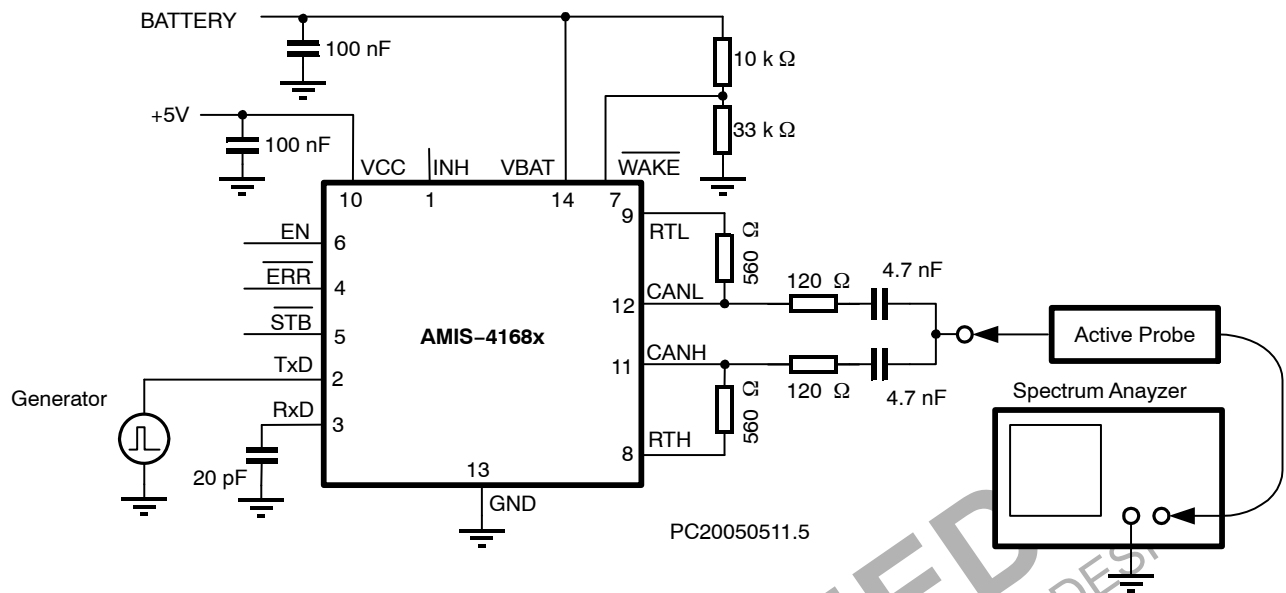 BATTERY
100 nF
10 k Ω
+5V
33 k Ω
100 nF
VCC
INH
VBAT
WAKE
10
1
14
7
9
RTL
EN
6
560 Ω
4.7 nF
ERR
120 Ω
4
CANL
12
STB
5
AMIS−4168x
Active Probe
CANH
11
TxD
2
120 Ω
4.7 nF
Generator
560 Ω
Spectrum Anayzer
RxD
3
RTH
8
20 pF
13
GND
PC20050511.5